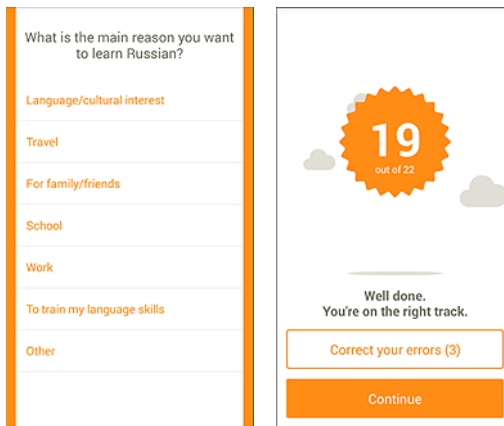 What is the main reason you want
to learn Russian?
Language/cultural interest
Travel
For family/friends
School
Work
To train my language skills
Other
19
out of 22
Well done.
You're on the right track.
Correct your errors (3)
Continue